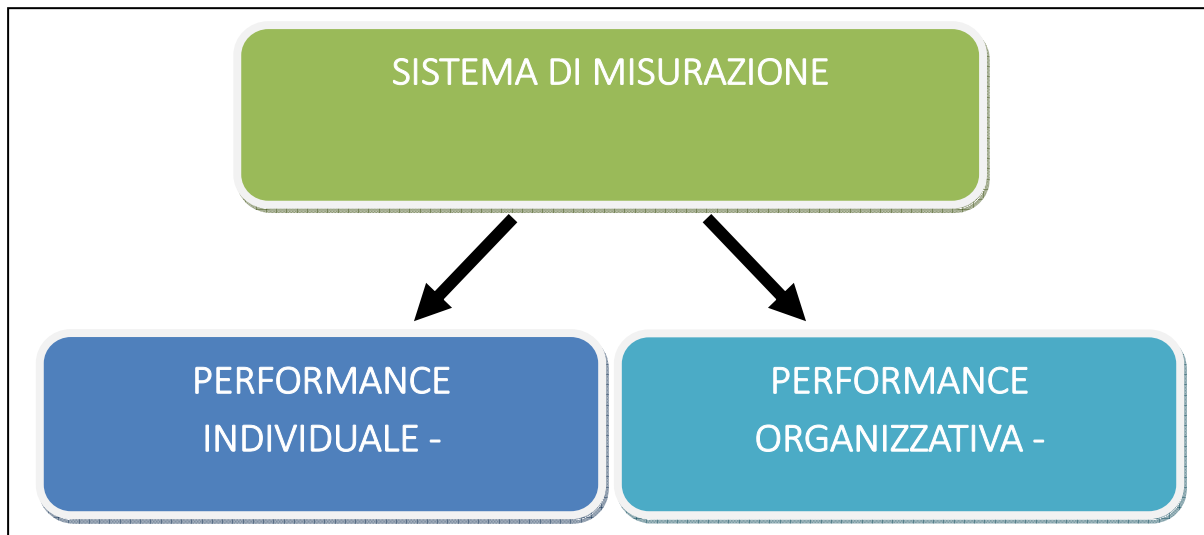 SISTEMA DI MISURAZIONE
PERFORMANCE
INDIVIDUALE -
PERFORMANCE
ORGANIZZATIVA -